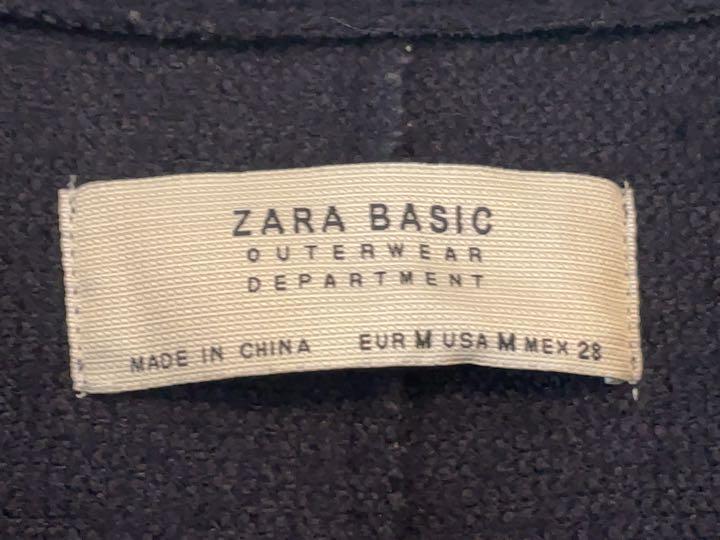 ZARA BASIC
OUTERWEAR
DEPARTMENT
MADE IN CHINA EUR M USA M MEX 28